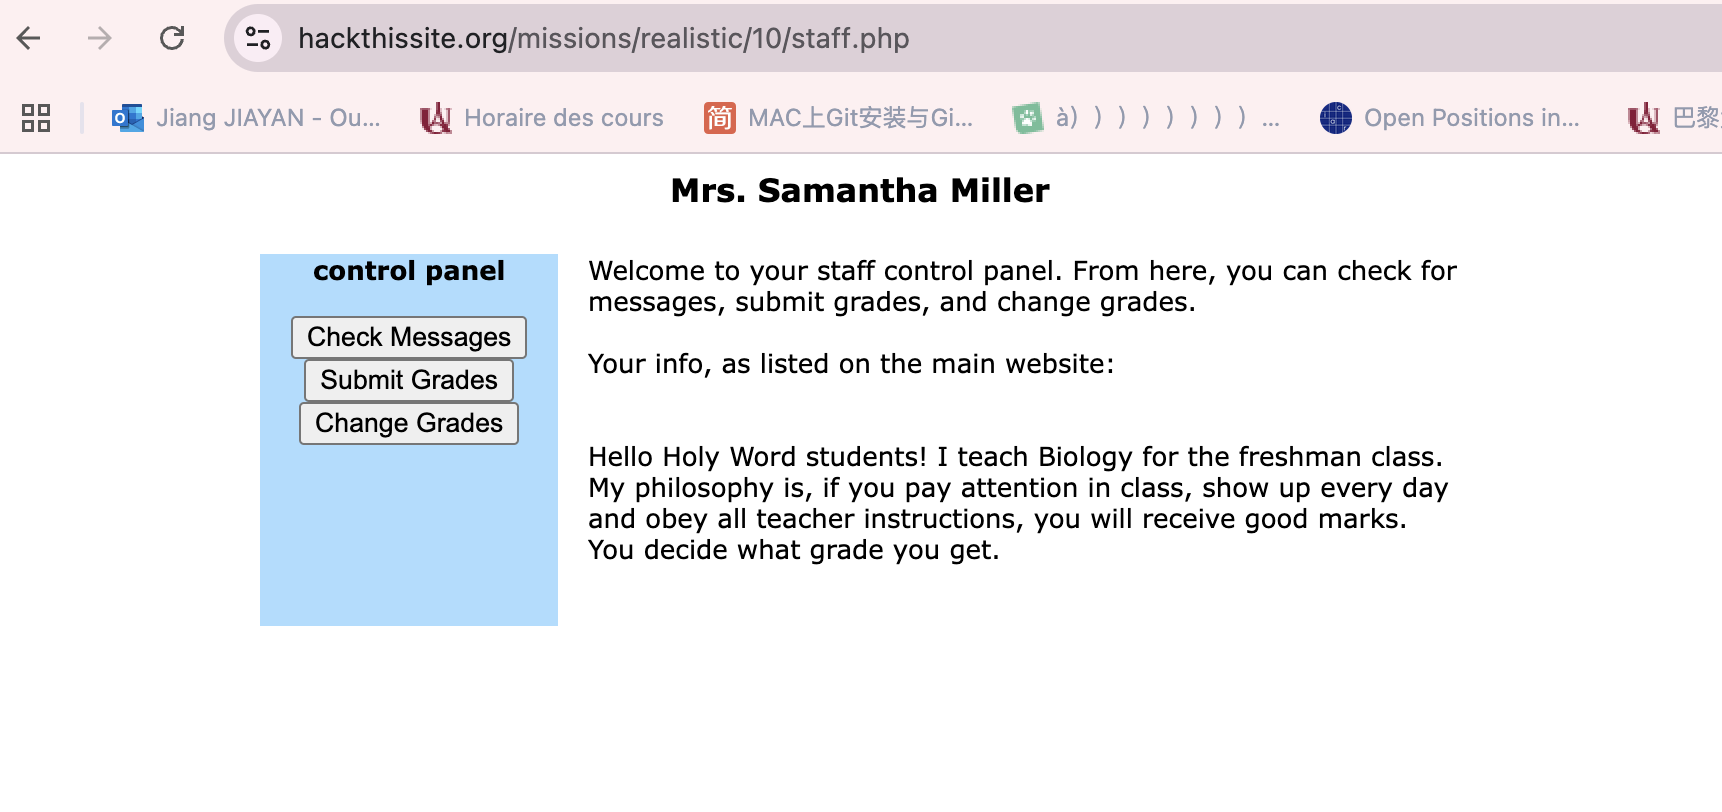 hackthissite.org/missions/realistic/10/staff.php
Jiang JIAYAN - Ou... Horaire des cours 简 MAC上Git安装与Gi... à) ) ) ) ) ) ) ) ... Open Positions in... 巴黎
Mrs. Samantha Miller
control panel
Check Messages
Submit Grades
Change Grades
Welcome to your staff control panel. From here, you can check for
messages, submit grades, and change grades.
Your info, as listed on the main website:
Hello Holy Word students! I teach Biology for the freshman class.
My philosophy is, if you pay attention in class, show up every day
and obey all teacher instructions, you will receive good marks.
You decide what grade you get.